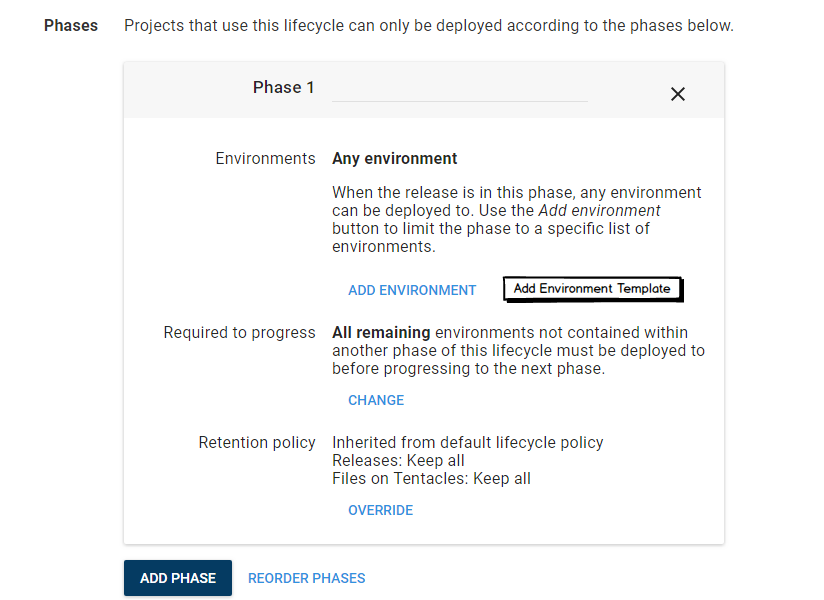 Phases Projects that use this lifecycle can only be deployed according to the phases below.
Phase 1
Environments Any environment
When the release is in this phase, any environment
can be deployed to. Use the Add environment
button to limit the phase to a specific list of
environments.
ADD ENVIRONMENT Add Environment Template
Required to progress All remaining environments not contained within
another phase of this lifecycle must be deployed to
before progressing to the next phase.
CHANGE
Retention policy Inherited from default lifecycle policy
Releases: Keep all
Files on Tentacles: Keep all
OVERRIDE
ADD PHASE REORDER PHASES